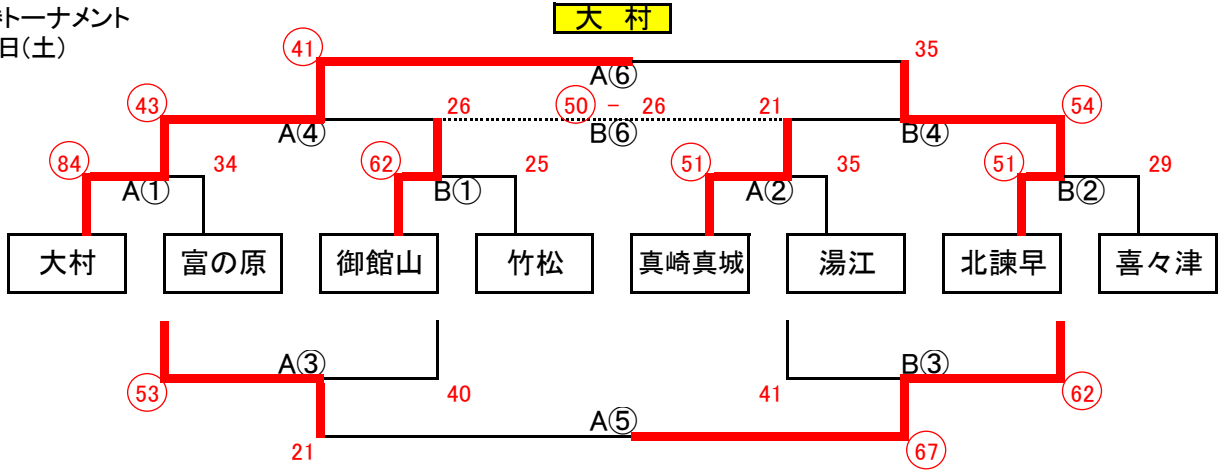 トーナメント
大 村
日(土)
41
35
A⑥
43
26
50 - 26
21
54
A④
B⑥
B④
84
34
62
25
51
35
51
29
A①
B①
A②
B②
大村
富の原
御館山
竹松
真崎真城
湯江
北諫早
喜々津
A③
B③
53
40
41
62
A⑤
21
67